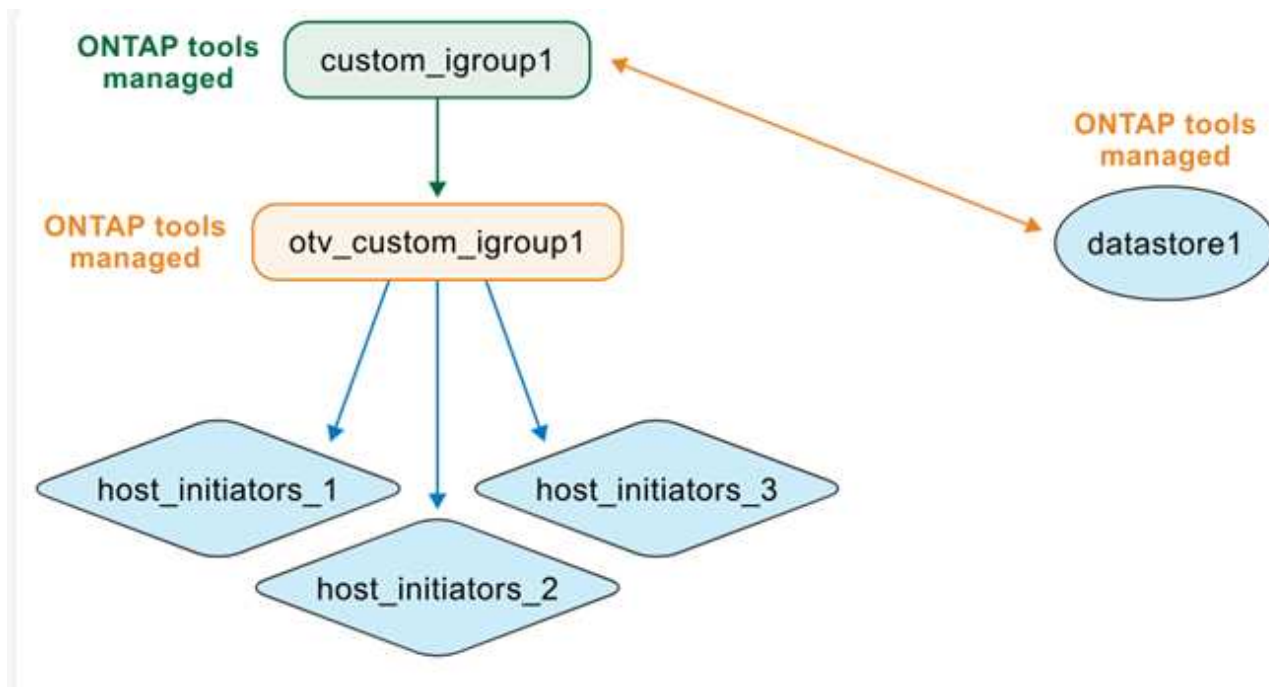 ONTAP tools
managed
custom_igroup1
ONTAP tools
managed
datastore1
ONTAP tools
managed
otv_custom_igroup1
host_initiators_1
host_initiators_3
host_initiators_2